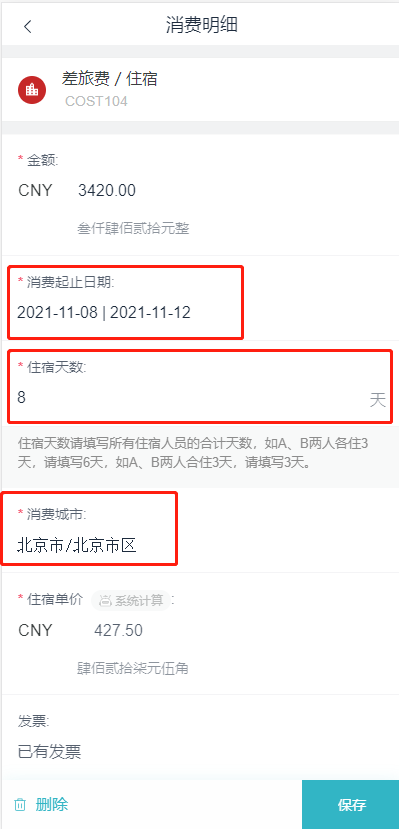 消费明细
差旅费 / 住宿
COST104
* 金额:
CNY 3420.00
叁仟肆佰贰拾元整
* 消费起止日期:
2021-11-08 | 2021-11-12
* 住宿天数:
8 天
住宿天数请填写所有住宿人员的合计天数，如A、B两人各住3
天，请填写6天，如A、B两人合住3天，请填写3天。
* 消费城市:
北京市/北京市区
* 住宿单价 系统计算 :
CNY 427.50
肆佰贰拾柒元伍角
发票:
已有发票
删除 保存